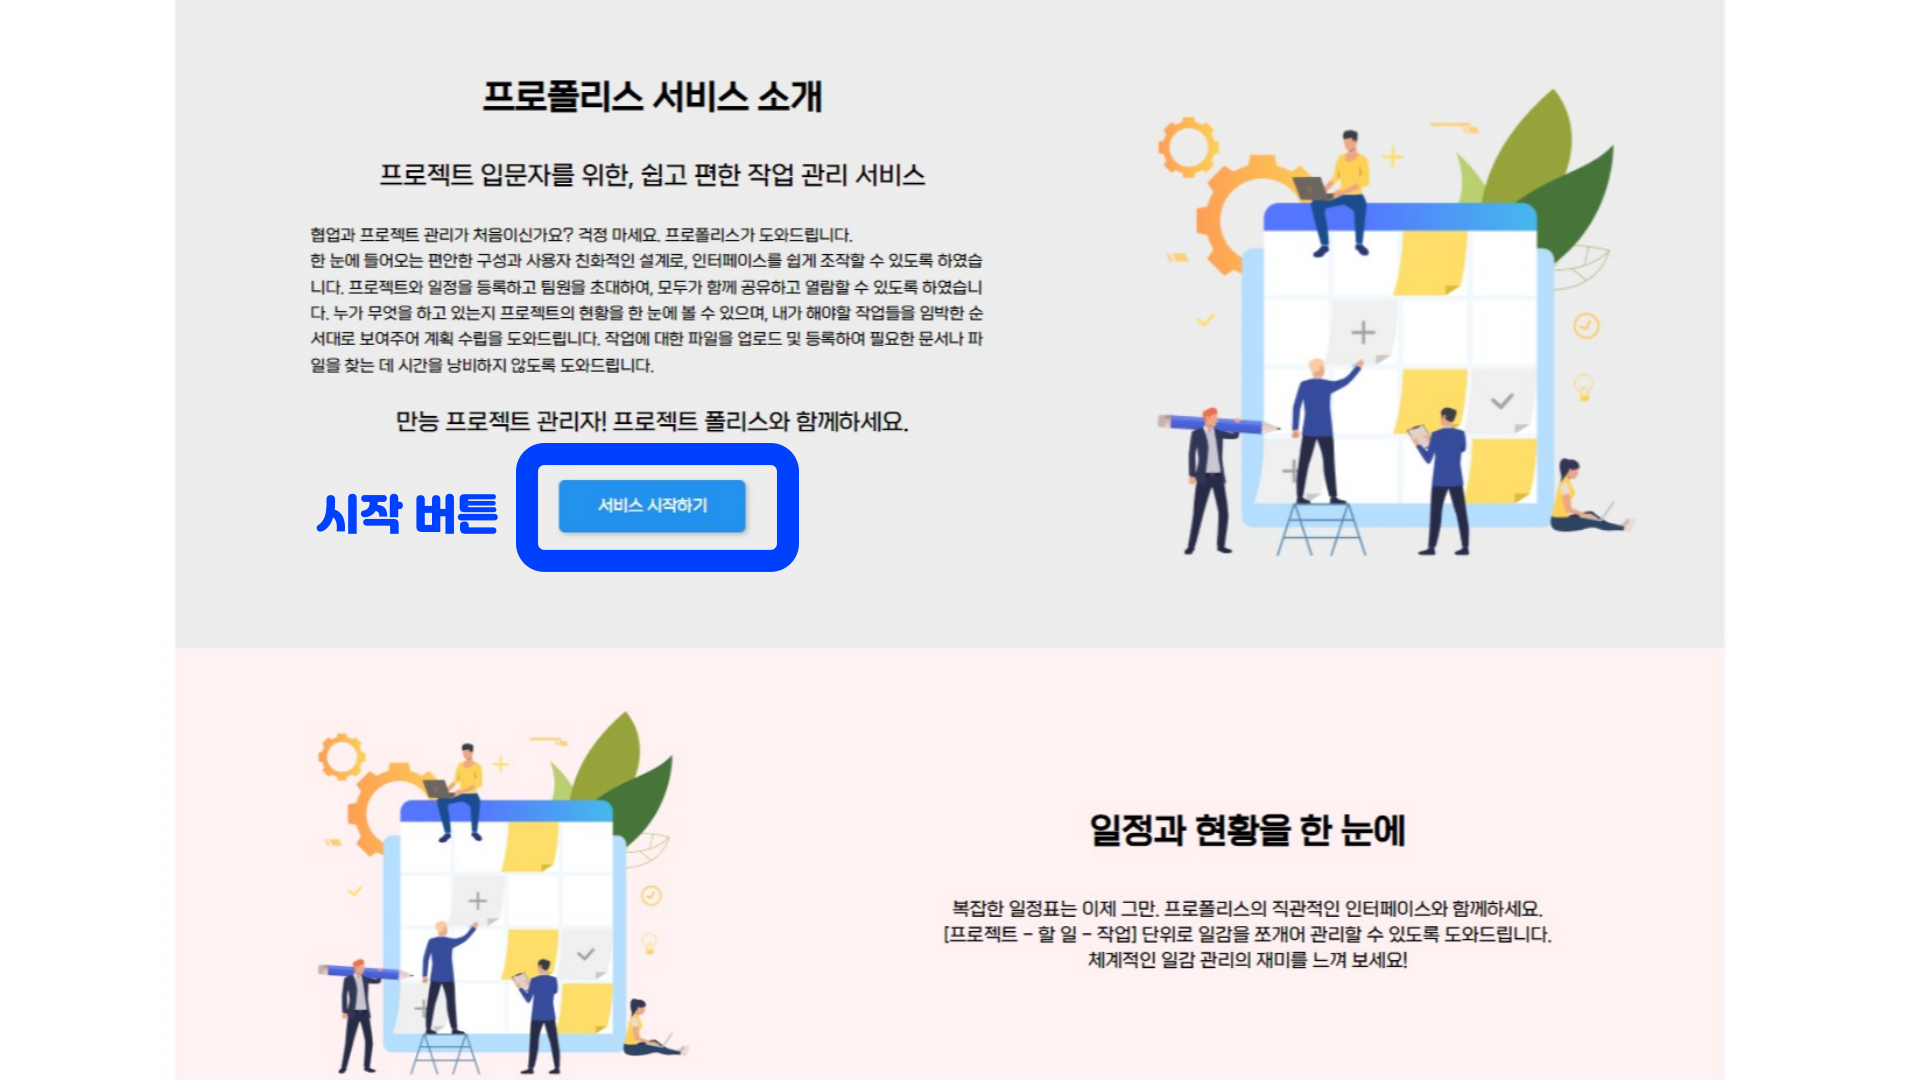 프로폴리스 서비스 소개
프로젝트 입문자를 위한, 쉽고 편한 작업 관리 서비스
협업과 프로젝트 관리가 처음이신가요? 걱정 마세요. 프로폴리스가 도와드립니다.
한 눈에 들어오는 편안한 구성과 사용자 친화적인 설계로, 인터페이스를 쉽게 조작할 수 있도록 하였습
니다. 프로젝트와 일정을 등록하고 팀원을 초대하여, 모두가 함께 공유하고 열람할 수 있도록 하였습니
다. 누가 무엇을 하고 있는지 프로젝트의 현황을 한 눈에 볼 수 있으며, 내가 해야할 작업들을 임박한 순
서대로 보여주어 계획 수립을 도와드립니다. 작업에 대한 파일을 업로드 및 등록하여 필요한 문서나 파
일을 찾는 데 시간을 낭비하지 않도록 도와드립니다.
만능 프로젝트 관리자! 프로젝트 폴리스와 함께하세요.
시작 버튼
서비스 시작하기
일정과 현황을 한 눈에
복잡한 일정표는 이제 그만. 프로폴리스의 직관적인 인터페이스와 함께하세요.
[프로젝트 - 할 일 - 작업] 단위로 일감을 쪼개어 관리할 수 있도록 도와드립니다.
체계적인 일감 관리의 재미를 느껴 보세요!